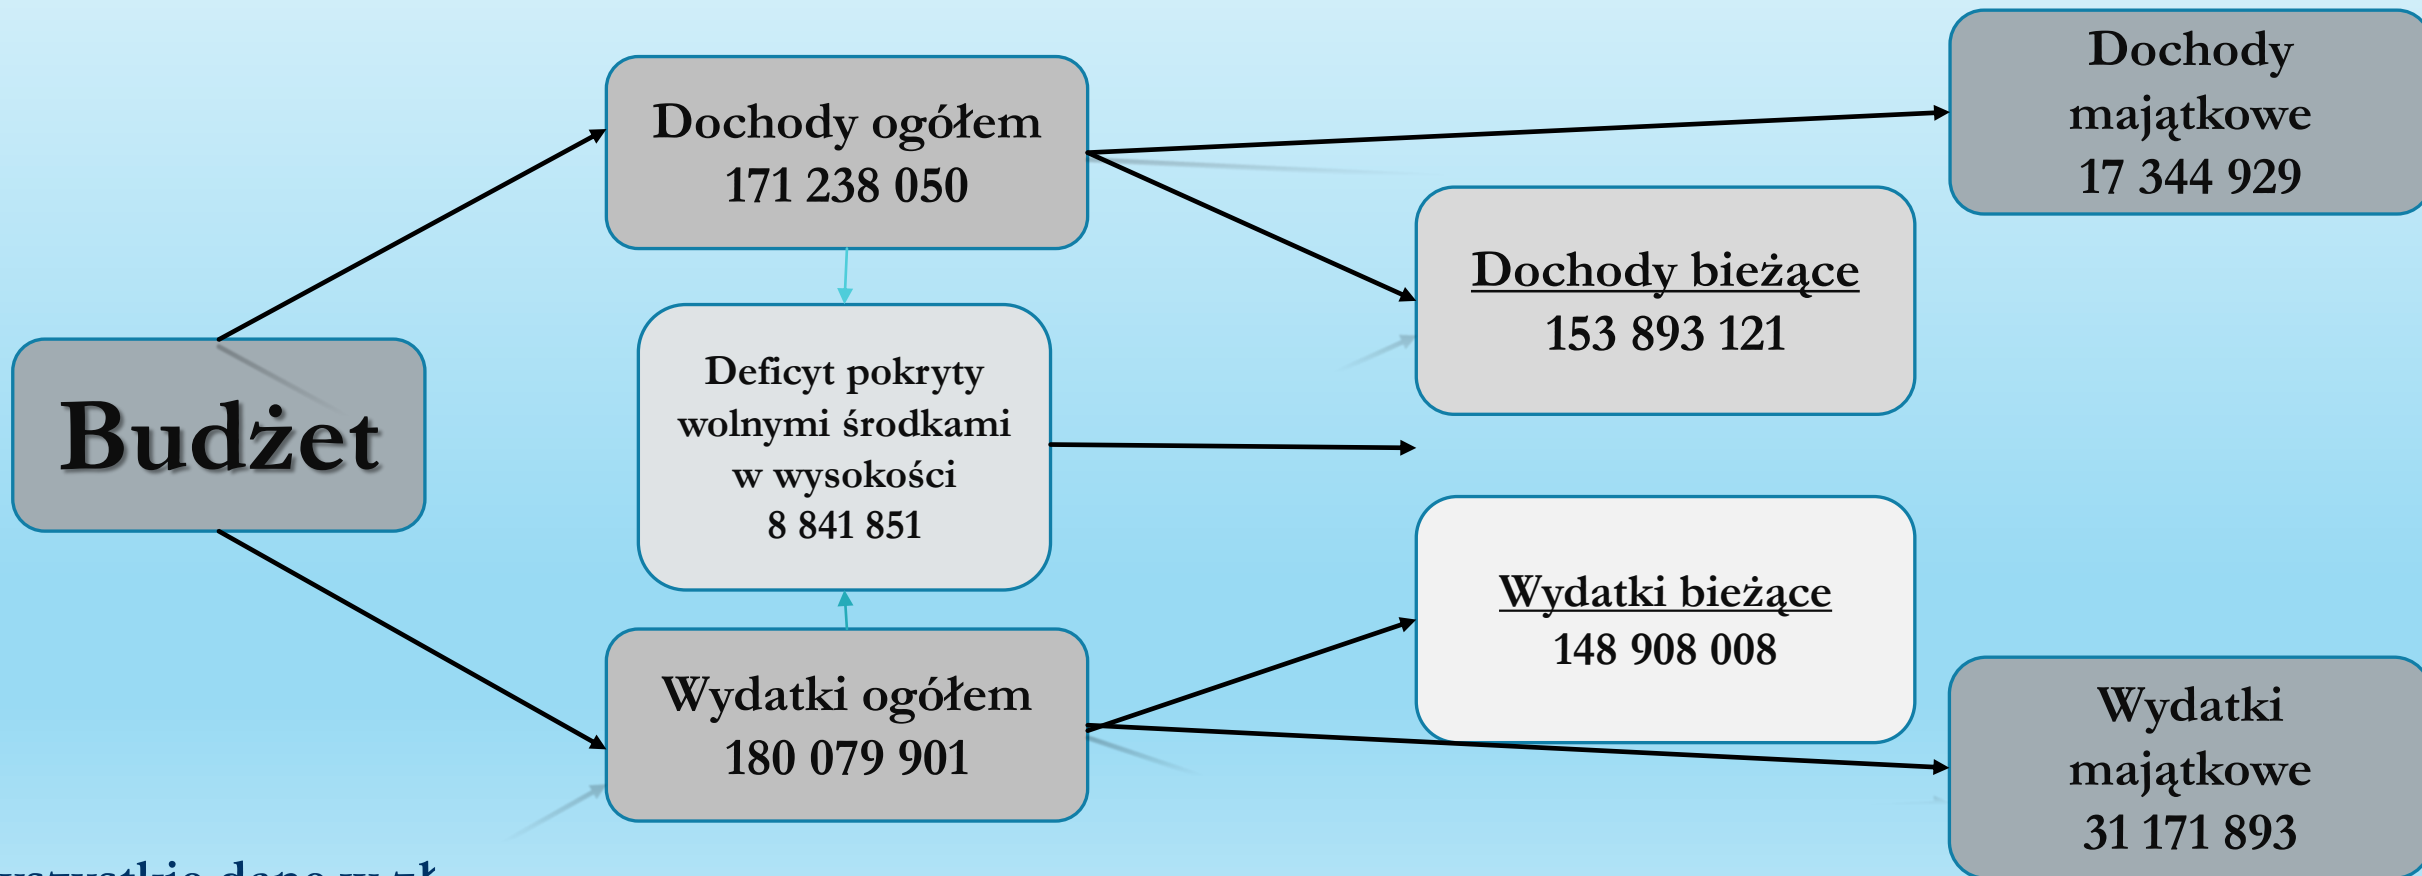 Dochody
majątkowe
17 344 929
Dochody ogółem
171 238 050
Dochody bieżące
153 893 121
Budżet
Deficyt pokryty
wolnymi środkami
w wysokości
8 841 851
Wydatki bieżące
148 908 008
Wydatki ogółem
180 079 901
Wydatki
majątkowe
31 171 893
dane w zł